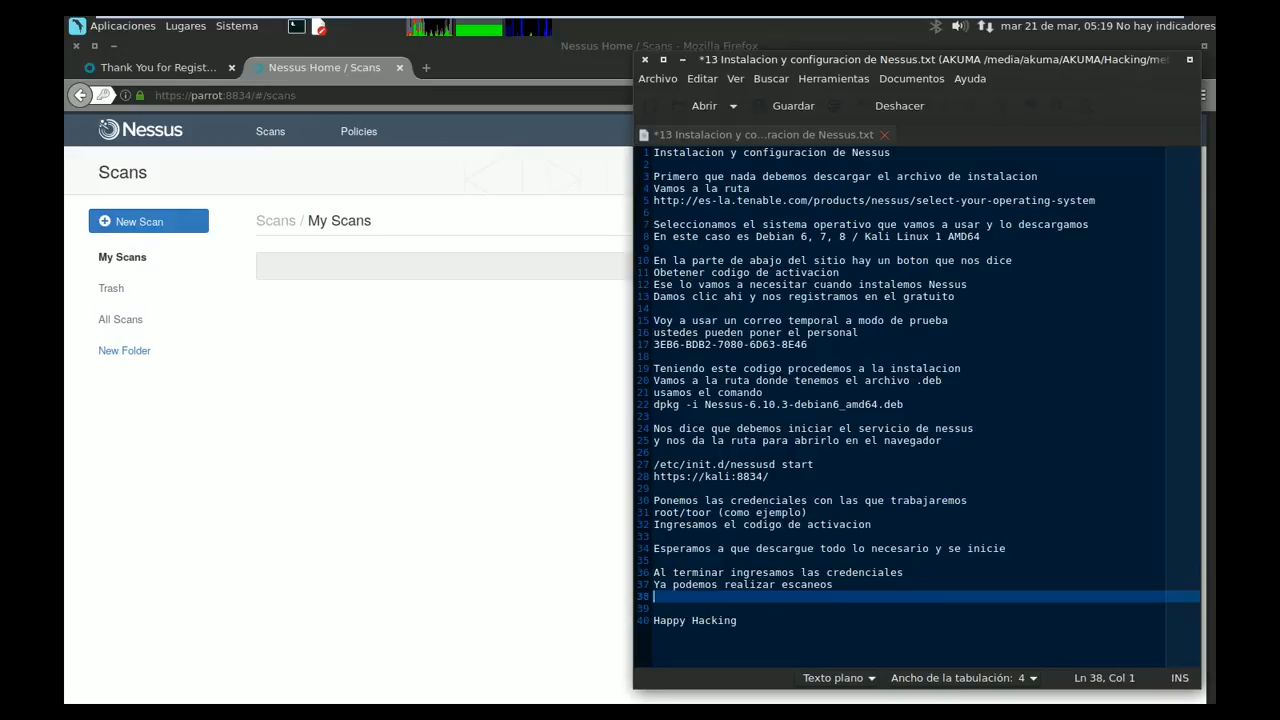 Aplicaciones Lugares Sistema
mar 21 de mar, 05:19 No hay indicadores
Nessus Home / Scans - Mozilla Firefox
Thank You for Regist...
Nessus Home / Scans
https://parrot:8834/#/scans
Nessus
Scans
Policies
Scans
New Scan
Scans / My Scans
My Scans
Trash
All Scans
New Folder
*13 Instalacion y configuracion de Nessus.txt (AKUMA /media/akuma/AKUMA/Hacking/me
Archivo Editar Ver Buscar Herramientas Documentos Ayuda
Abrir Guardar Deshacer
*13 Instalacion y co...racion de Nessus.txt
1 Instalacion y configuracion de Nessus
2
3 Primero que nada debemos descargar el archivo de instalacion
4 Vamos a la ruta
5 http://es-la.tenable.com/products/nessus/select-your-operating-system
6
7 Seleccionamos el sistema operativo que vamos a usar y lo descargamos
8 En este caso es Debian 6, 7, 8 / Kali Linux 1 AMD64
9
10 En la parte de abajo del sitio hay un boton que nos dice
11 Obetener codigo de activacion
12 Ese lo vamos a necesitar cuando instalemos Nessus
13 Damos clic ahi y nos registramos en el gratuito
14
15 Voy a usar un correo temporal a modo de prueba
16 ustedes pueden poner el personal
17 3EB6-BDB2-7080-6D63-8E46
18
19 Teniendo este codigo procedemos a la instalacion
20 Vamos a la ruta donde tenemos el archivo .deb
21 usamos el comando
22 dpkg -i Nessus-6.10.3-debian6_amd64.deb
23
24 Nos dice que debemos iniciar el servicio de nessus
25 y nos da la ruta para abrirlo en el navegador
26
27 /etc/init.d/nessusd start
28 https://kali:8834/
29
30 Ponemos las credenciales con las que trabajaremos
31 root/toor (como ejemplo)
32 Ingresamos el codigo de activacion
33
34 Esperamos a que descargue todo lo necesario y se inicie
35
36 Al terminar ingresamos las credenciales
37 Ya podemos realizar escaneos
38
39
40 Happy Hacking
Texto plano Ancho de la tabulación: 4 Ln 38, Col 1 INS